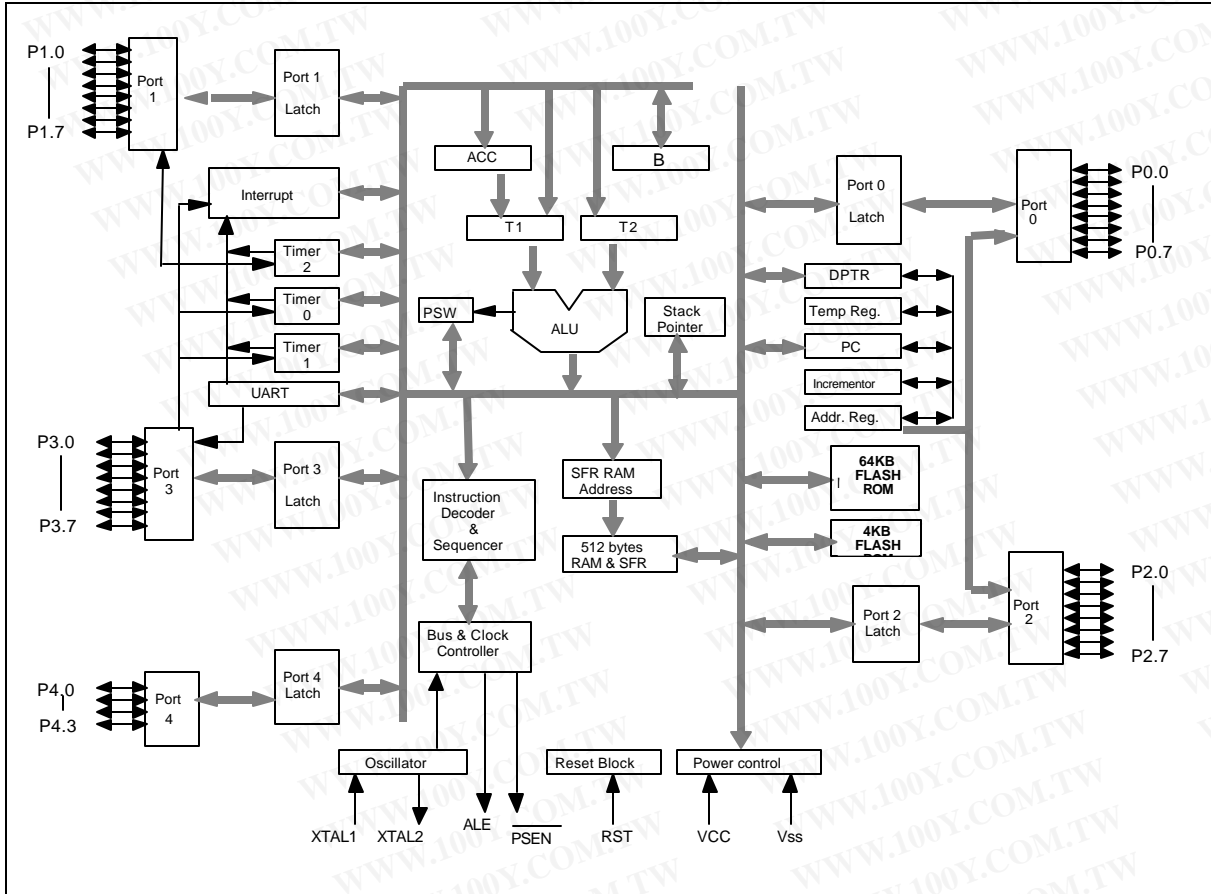 P1.0
P1.7
Port
1
Port 1
Latch
Interrupt
Timer
2
Timer
0
Timer
1
UART
P3.0
P3.7
Port
3
Port 3
Latch
P4.0
P4.3
Port
4
Port 4
Latch
ACC
B
T1
T2
PSW
ALU
Stack
Pointer
Instruction
Decoder
&
Sequencer
SFR RAM
Address
512 bytes
RAM & SFR
Bus & Clock
Controller
Oscillator
Reset Block
Power control
XTAL1
XTAL2
ALE
PSEN
RST
VCC
Vss
Port 0
Latch
Port
0
P0.0
P0.7
DPTR
Temp Reg.
PC
Incrementor
Addr. Reg.
64KB
FLASH
ROM
4KB
FLASH
ROM
Port 2
Latch
Port
2
P2.0
P2.7
WWW.100Y.COM.TW